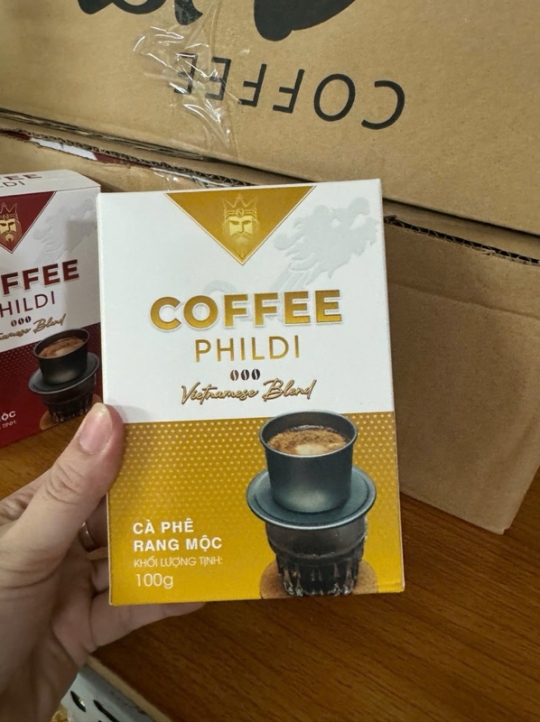 COFFEE
COFFEE
PHILDI
Vietnamese Blend
CÀ PHÊ
RANG MỘC
KHỐI LƯỢNG TỊNH:
100g